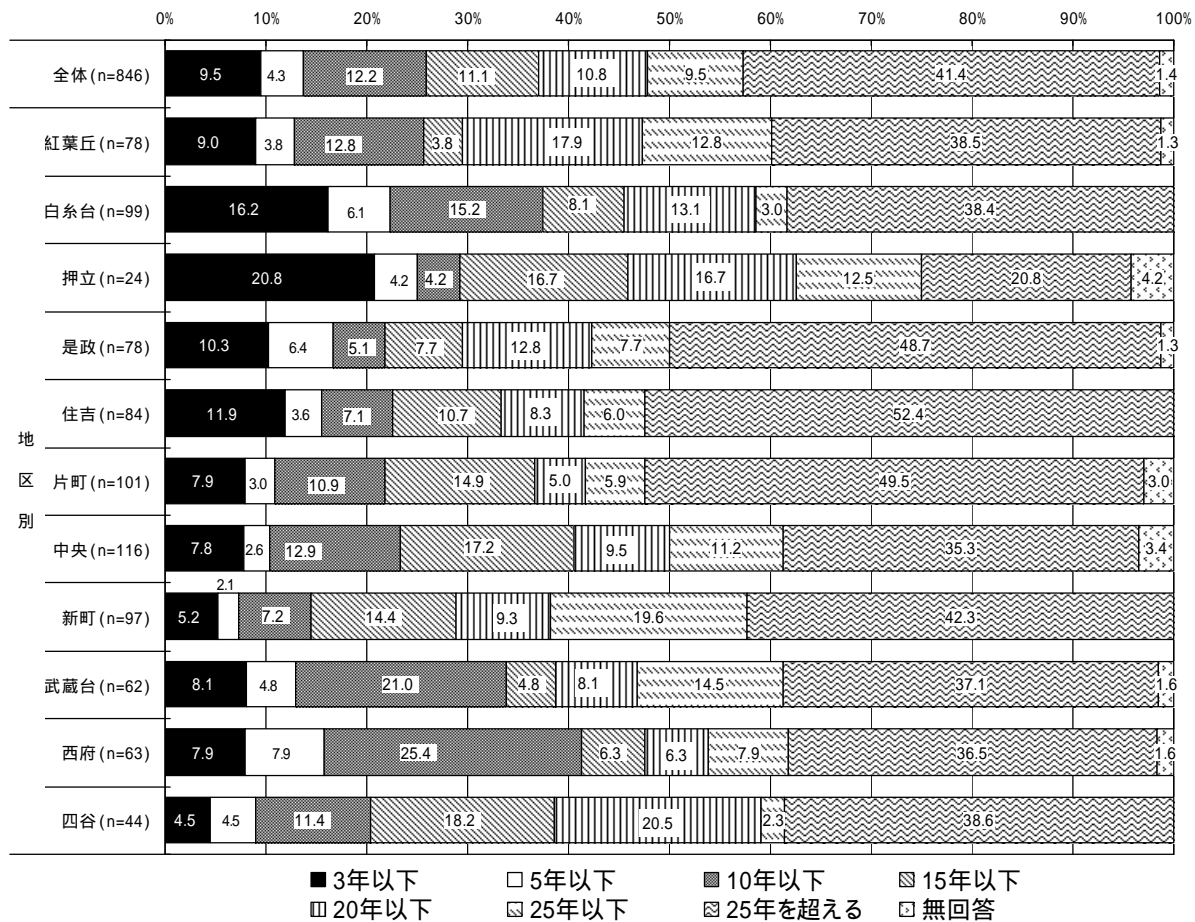 0% 10% 20% 30% 40% 50% 60% 70% 80% 90% 100%
全体(n=846) 9.5 4.3 12.2 11.1 10.8 9.5 41.4 1.4
紅葉丘(n=78) 9.0 3.8 12.8 3.8 17.9 12.8 38.5 1.3
白糸台(n=99) 16.2 6.1 15.2 8.1 13.1 3.0 38.4
押立(n=24) 20.8 4.2 4.2 16.7 16.7 12.5 20.8 4.2
是政(n=78) 10.3 6.4 5.1 7.7 12.8 7.7 48.7 1.3
住吉(n=84) 11.9 3.6 7.1 10.7 8.3 6.0 52.4
地区別
片町(n=101) 7.9 3.0 10.9 14.9 5.0 5.9 49.5 3.0
中央(n=116) 7.8 2.6 12.9 17.2 9.5 11.2 35.3 3.4
新町(n=97) 5.2 2.1 7.2 14.4 9.3 19.6 42.3
武蔵台(n=62) 8.1 4.8 21.0 4.8 8.1 14.5 37.1 1.6
西府(n=63) 7.9 7.9 25.4 6.3 6.3 7.9 36.5 1.6
四谷(n=44) 4.5 4.5 11.4 18.2 20.5 2.3 38.6
3年以下 5年以下 10年以下 15年以下
20年以下 25年以下 25年を超える 無回答